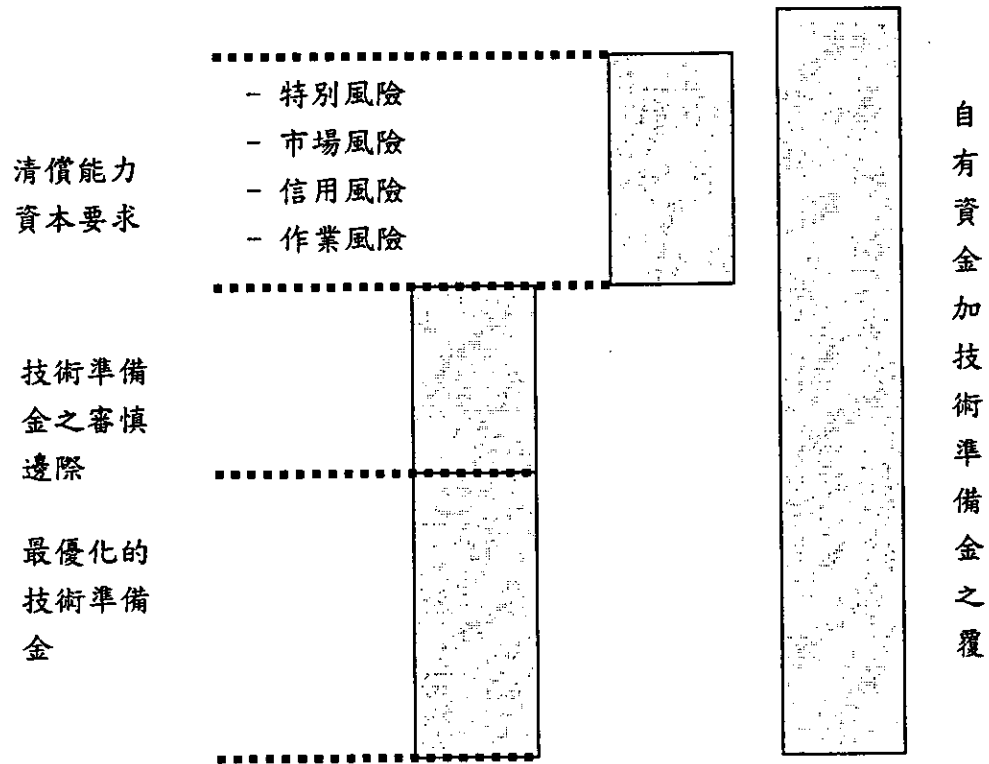 - 特別風險
- 市場風險
- 信用風險
- 作業風險
清償能力
資本要求
技術準備
金之審慎
邊際
最優化的
技術準備
金
自有資金加技術準備金之覆